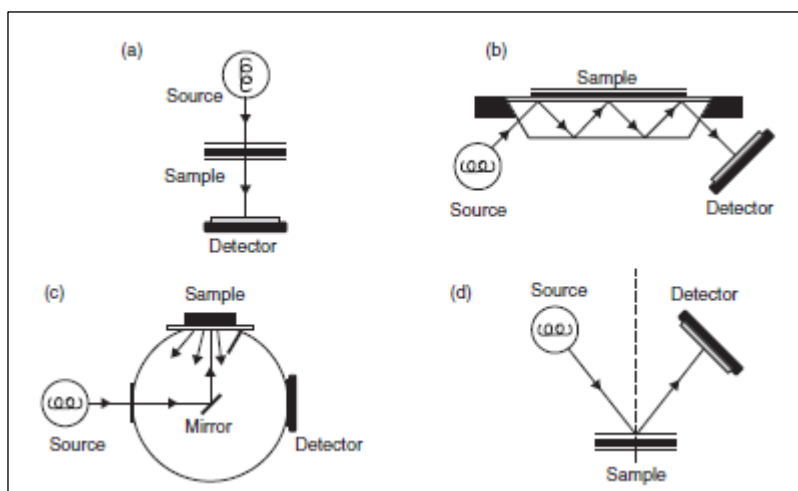 (a)
Source
Sample
Detector
(b)
Sample
Source
Detector
(c)
Sample
Source
Mirror
Detector
(d)
Source
Detector
Sample